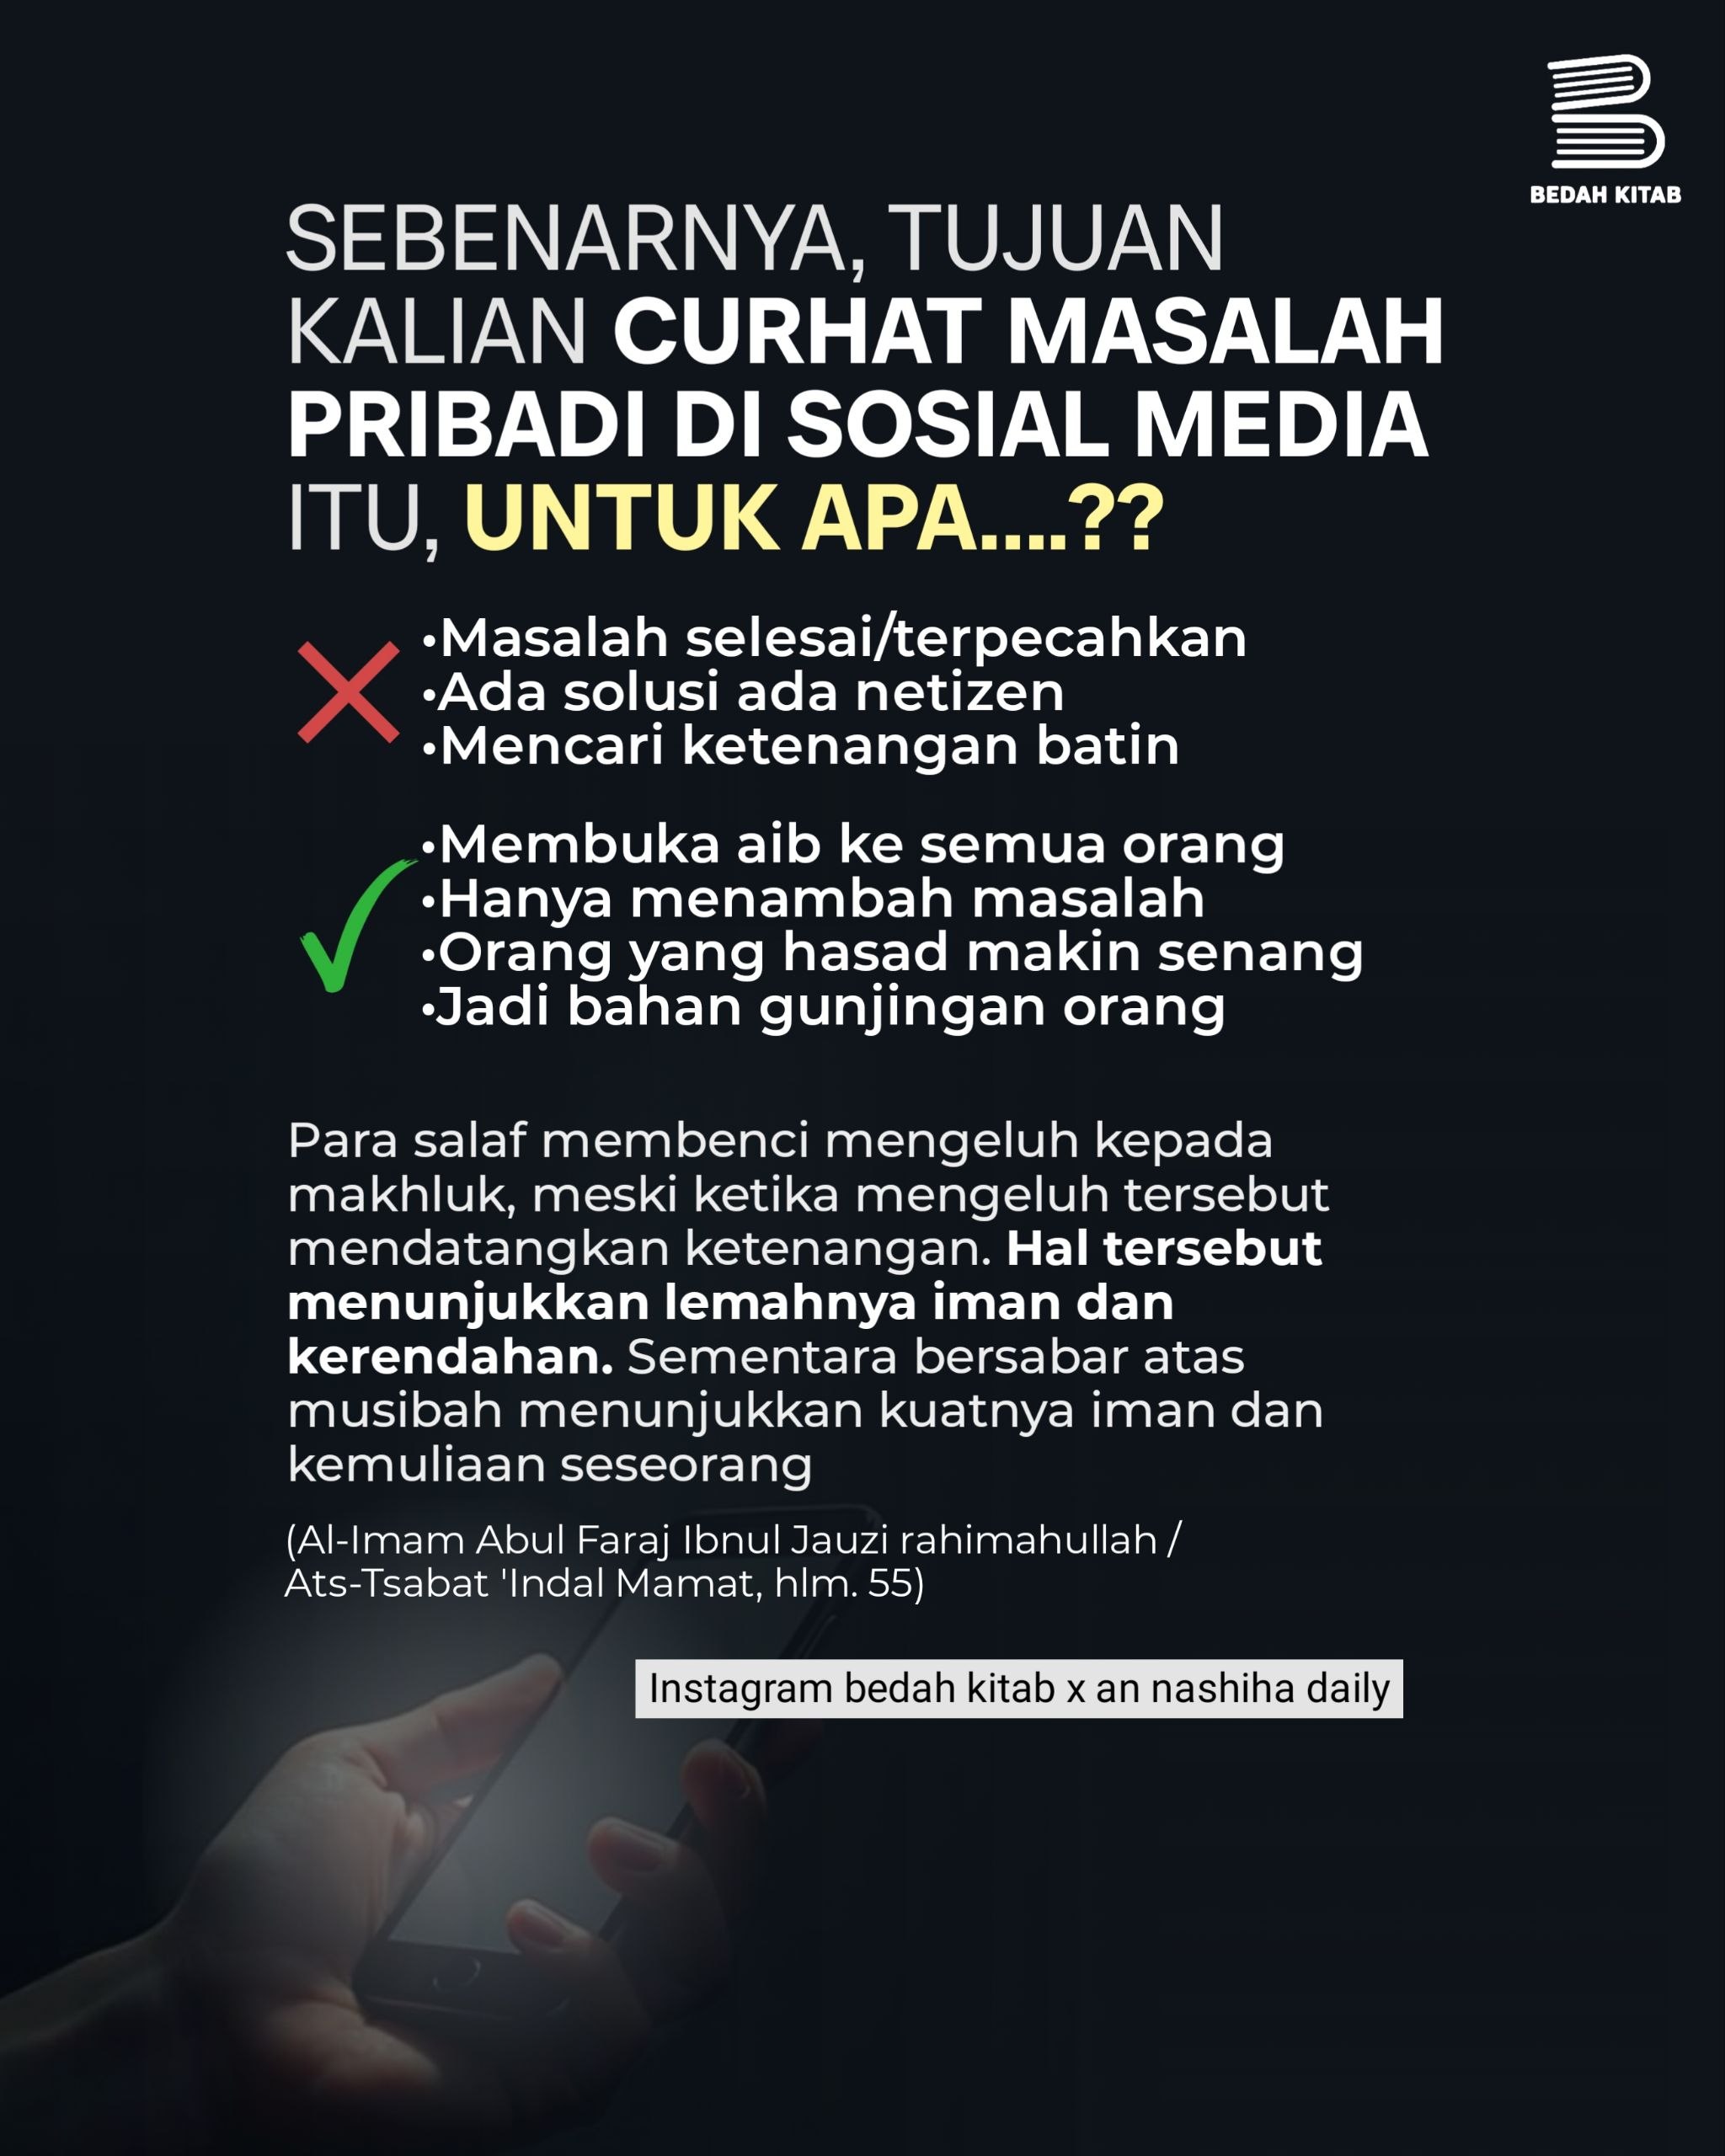 BEDAH KITAB
SEBENARNYA, TUJUAN
KALIAN CURHAT MASALAH
PRIBADI DI SOSIAL MEDIA
ITU, UNTUK APA....??
•Masalah selesai/terpecahkan
•Ada solusi ada netizen
•Mencari ketenangan batin
•Membuka aib ke semua orang
•Hanya menambah masalah
•Orang yang hasad makin senang
•Jadi bahan gunjingan orang
Para salaf membenci mengeluh kepada
makhluk, meski ketika mengeluh tersebut
mendatangkan ketenangan. Hal tersebut
menunjukkan lemahnya iman dan
kerendahan. Sementara bersabar atas
musibah menunjukkan kuatnya iman dan
kemuliaan seseorang
(Al-Imam Abul Faraj Ibnul Jauzi rahimahullah /
Ats-Tsabat 'Indal Mamat, hlm. 55)
Instagram bedah kitab x an nashiha daily